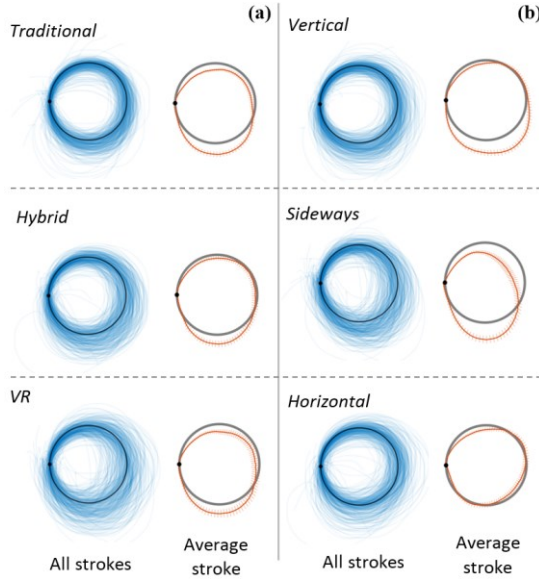 (a)
Traditional
Hybrid
VR
All strokes
Average
stroke
(b)
Vertical
Sideways
Horizontal
All strokes
Average
stroke